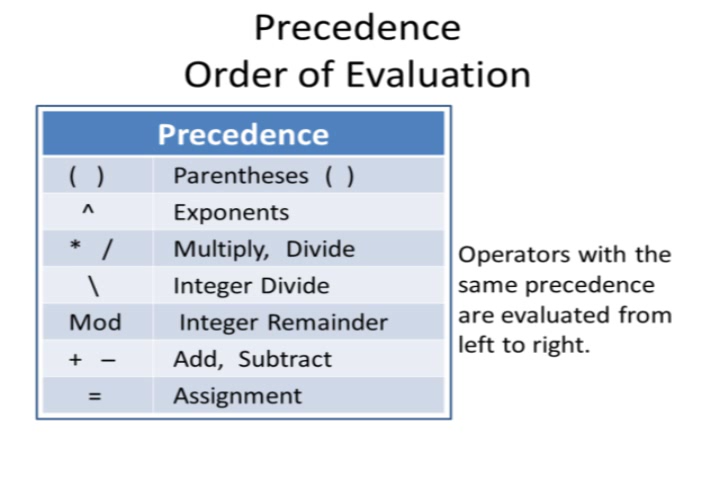 Precedence
Order of Evaluation
Precedence
( ) Parentheses ( )
^ Exponents
* / Multiply, Divide
\ Integer Divide
Mod Integer Remainder
+ – Add, Subtract
= Assignment
Operators with the
same precedence
are evaluated from
left to right.